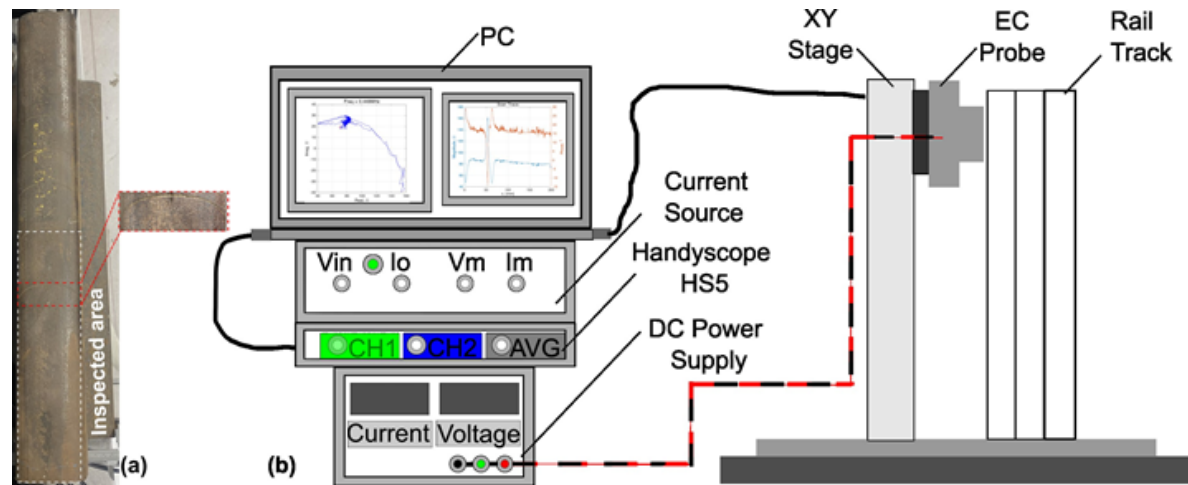 PC
XY
Stage
EC
Probe
Rail
Track
Current
Source
Handyscope
HS5
DC Power
Supply
Vin
Io
Vm
Im
CH1
CH2
AVG
Current
Voltage
Inspected area
(a)
(b)